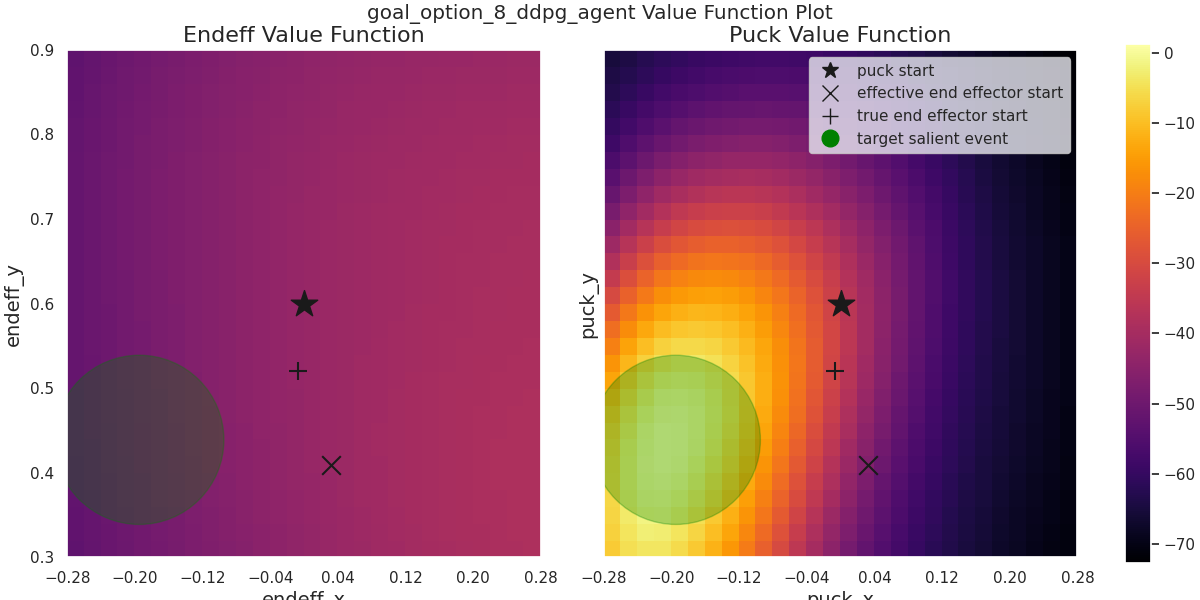 goal_option_8_ddpg_agent Value Function Plot
Endeff Value Function
Puck Value Function
puck start
effective end effector start
true end effector start
target salient event
endeff_y
0.9
0.8
0.7
0.6
0.5
0.4
0.3
−0.28 −0.20 −0.12 −0.04 0.04 0.12 0.20 0.28
endeff_x
puck_y
−0.28 −0.20 −0.12 −0.04 0.04 0.12 0.20 0.28
puck_x
0
−10
−20
−30
−40
−50
−60
−70